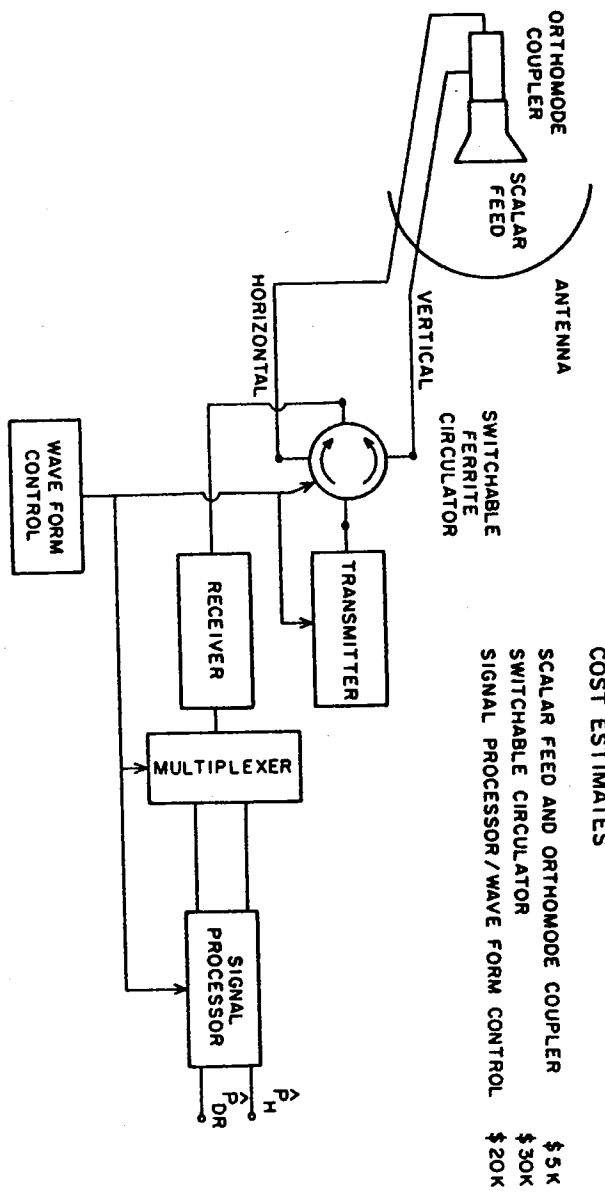 COST ESTIMATES
SCALAR FEED AND ORTHOMODE COUPLER $5K
SWITCHABLE CIRCULATOR $30K
SIGNAL PROCESSOR/WAVE FORM CONTROL $20K
ORTHOMODE
COUPLER
SCALAR
FEED
ANTENNA
VERTICAL
HORIZONTAL
SWITCHABLE
FERRITE
CIRCULATOR
TRANSMITTER
RECEIVER
MULTIPLEXER
SIGNAL
PROCESSOR
P̂H
P̂DR
WAVE FORM
CONTROL